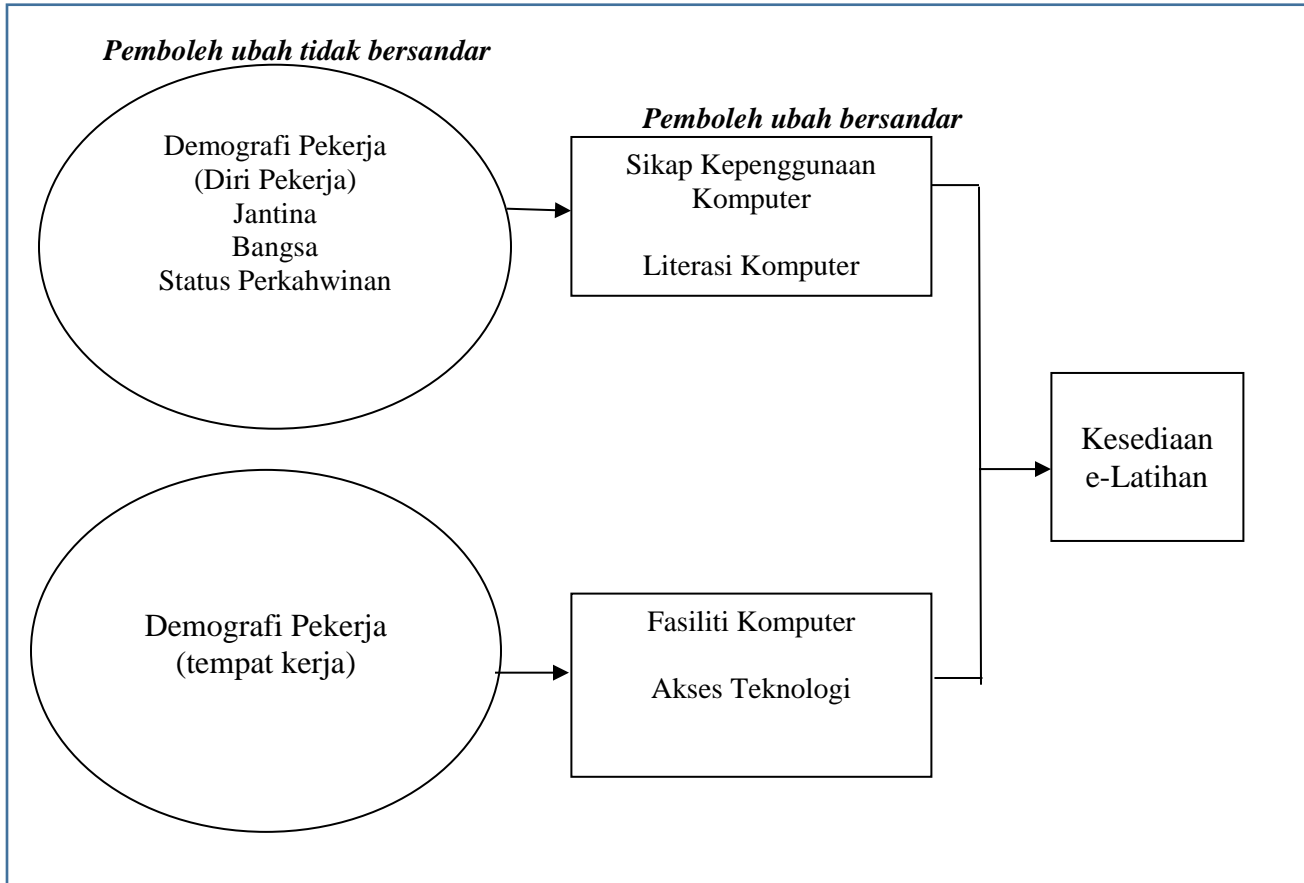 Pemboleh ubah tidak bersandar
Demografi Pekerja
(Diri Pekerja)
Jantina
Bangsa
Status Perkahwinan
Pemboleh ubah bersandar
Sikap Kepenggunaan
Komputer
Literasi Komputer
Kesediaan
e-Latihan
Demografi Pekerja
(tempat kerja)
Fasiliti Komputer
Akses Teknologi